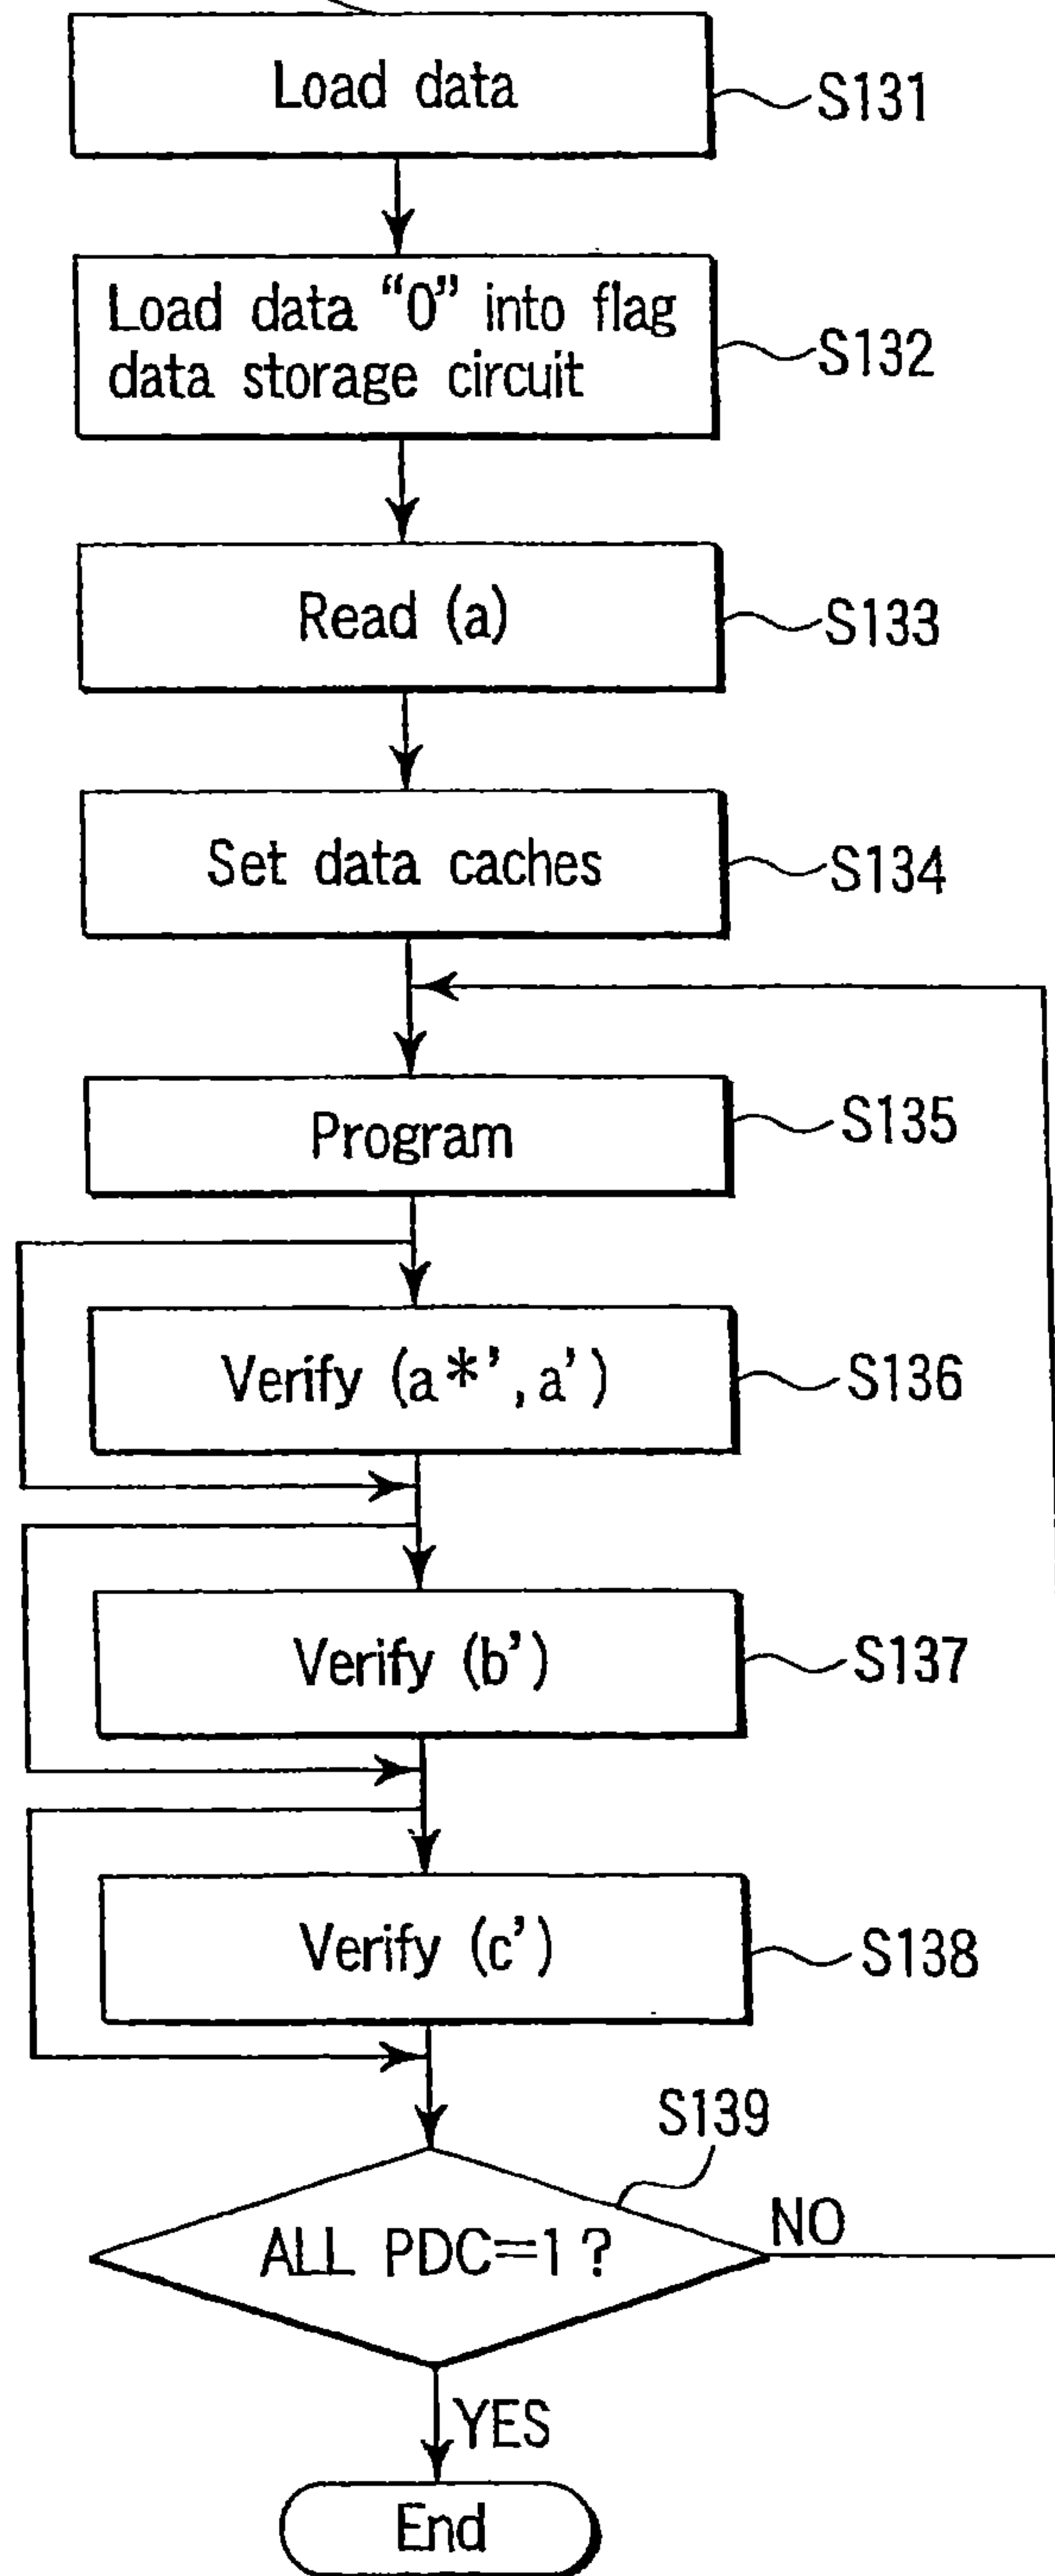 Load data
S131
Load data “0” into flag
data storage circuit
S132
Read (a)
S133
Set data caches
S134
Program
S135
Verify (a*’, a’)
S136
Verify (b’)
S137
Verify (c’)
S138
S139
ALL PDC=1 ?
NO
YES
End